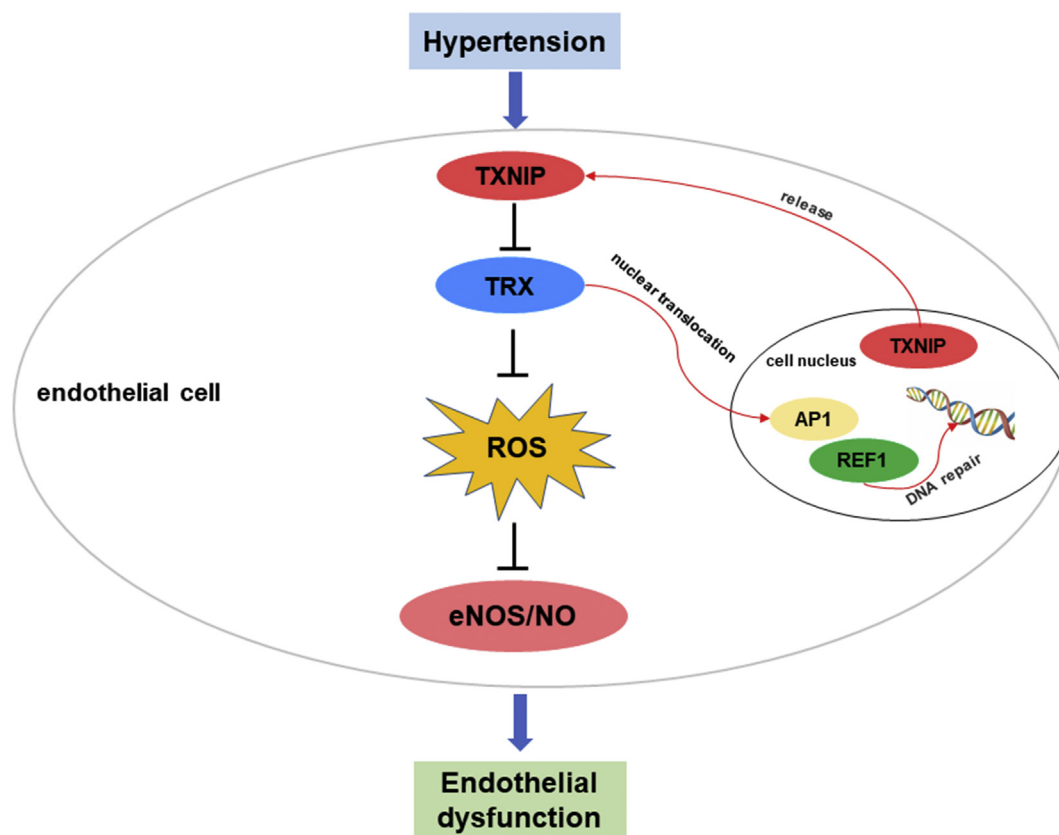 Hypertension
TXNIP
release
TRX
nuclear translocation
TXNIP
cell nucleus
endothelial cell
AP1
ROS
REF1
DNA repair
eNOS/NO
Endothelial
dysfunction